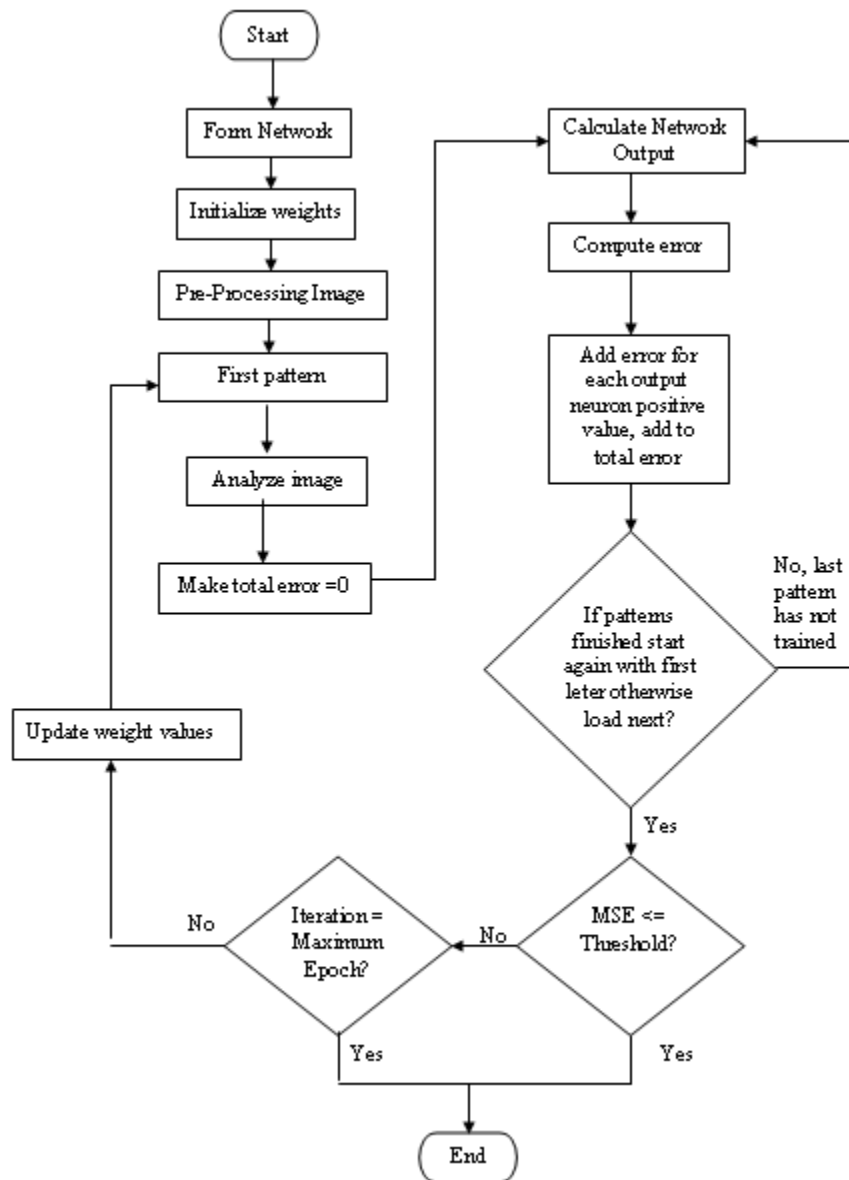 Start
Form Network
Initialize weights
Pre-Processing Image
First pattern
Analyze image
Make total error =0
Calculate Network
Output
Compute error
Add error for
each output
neuron positive
value, add to
total error
If patterns
finished start
again with first
leter otherwise
load next?
No, last
pattern
has not
trained
Yes
MSE <=
Threshold?
No
Yes
Iteration =
Maximum
Epoch?
No
Yes
Update weight values
End